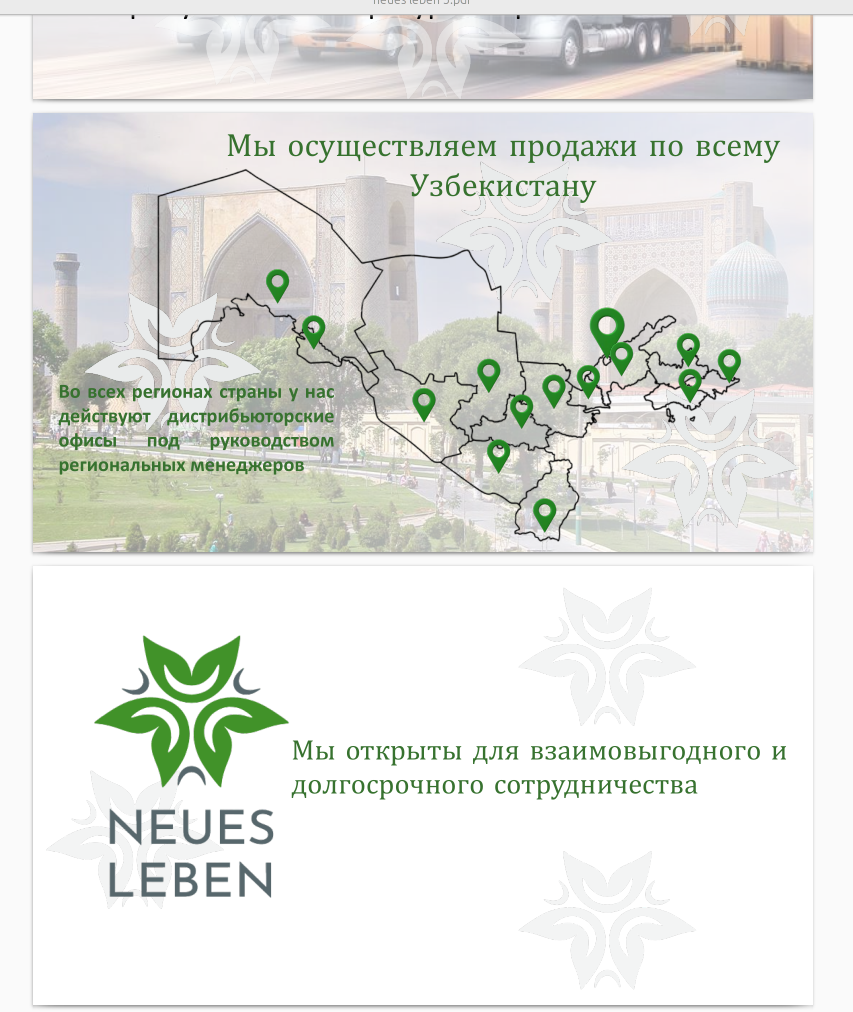 neues leben 5.pdf
Мы осуществляем продажи по всему
Узбекистану
Во всех регионах страны у нас
действуют дистрибьюторские
офисы под руководством
региональных менеджеров
Мы открыты для взаимовыгодного и
долгосрочного сотрудничества
NEUES
LEBEN